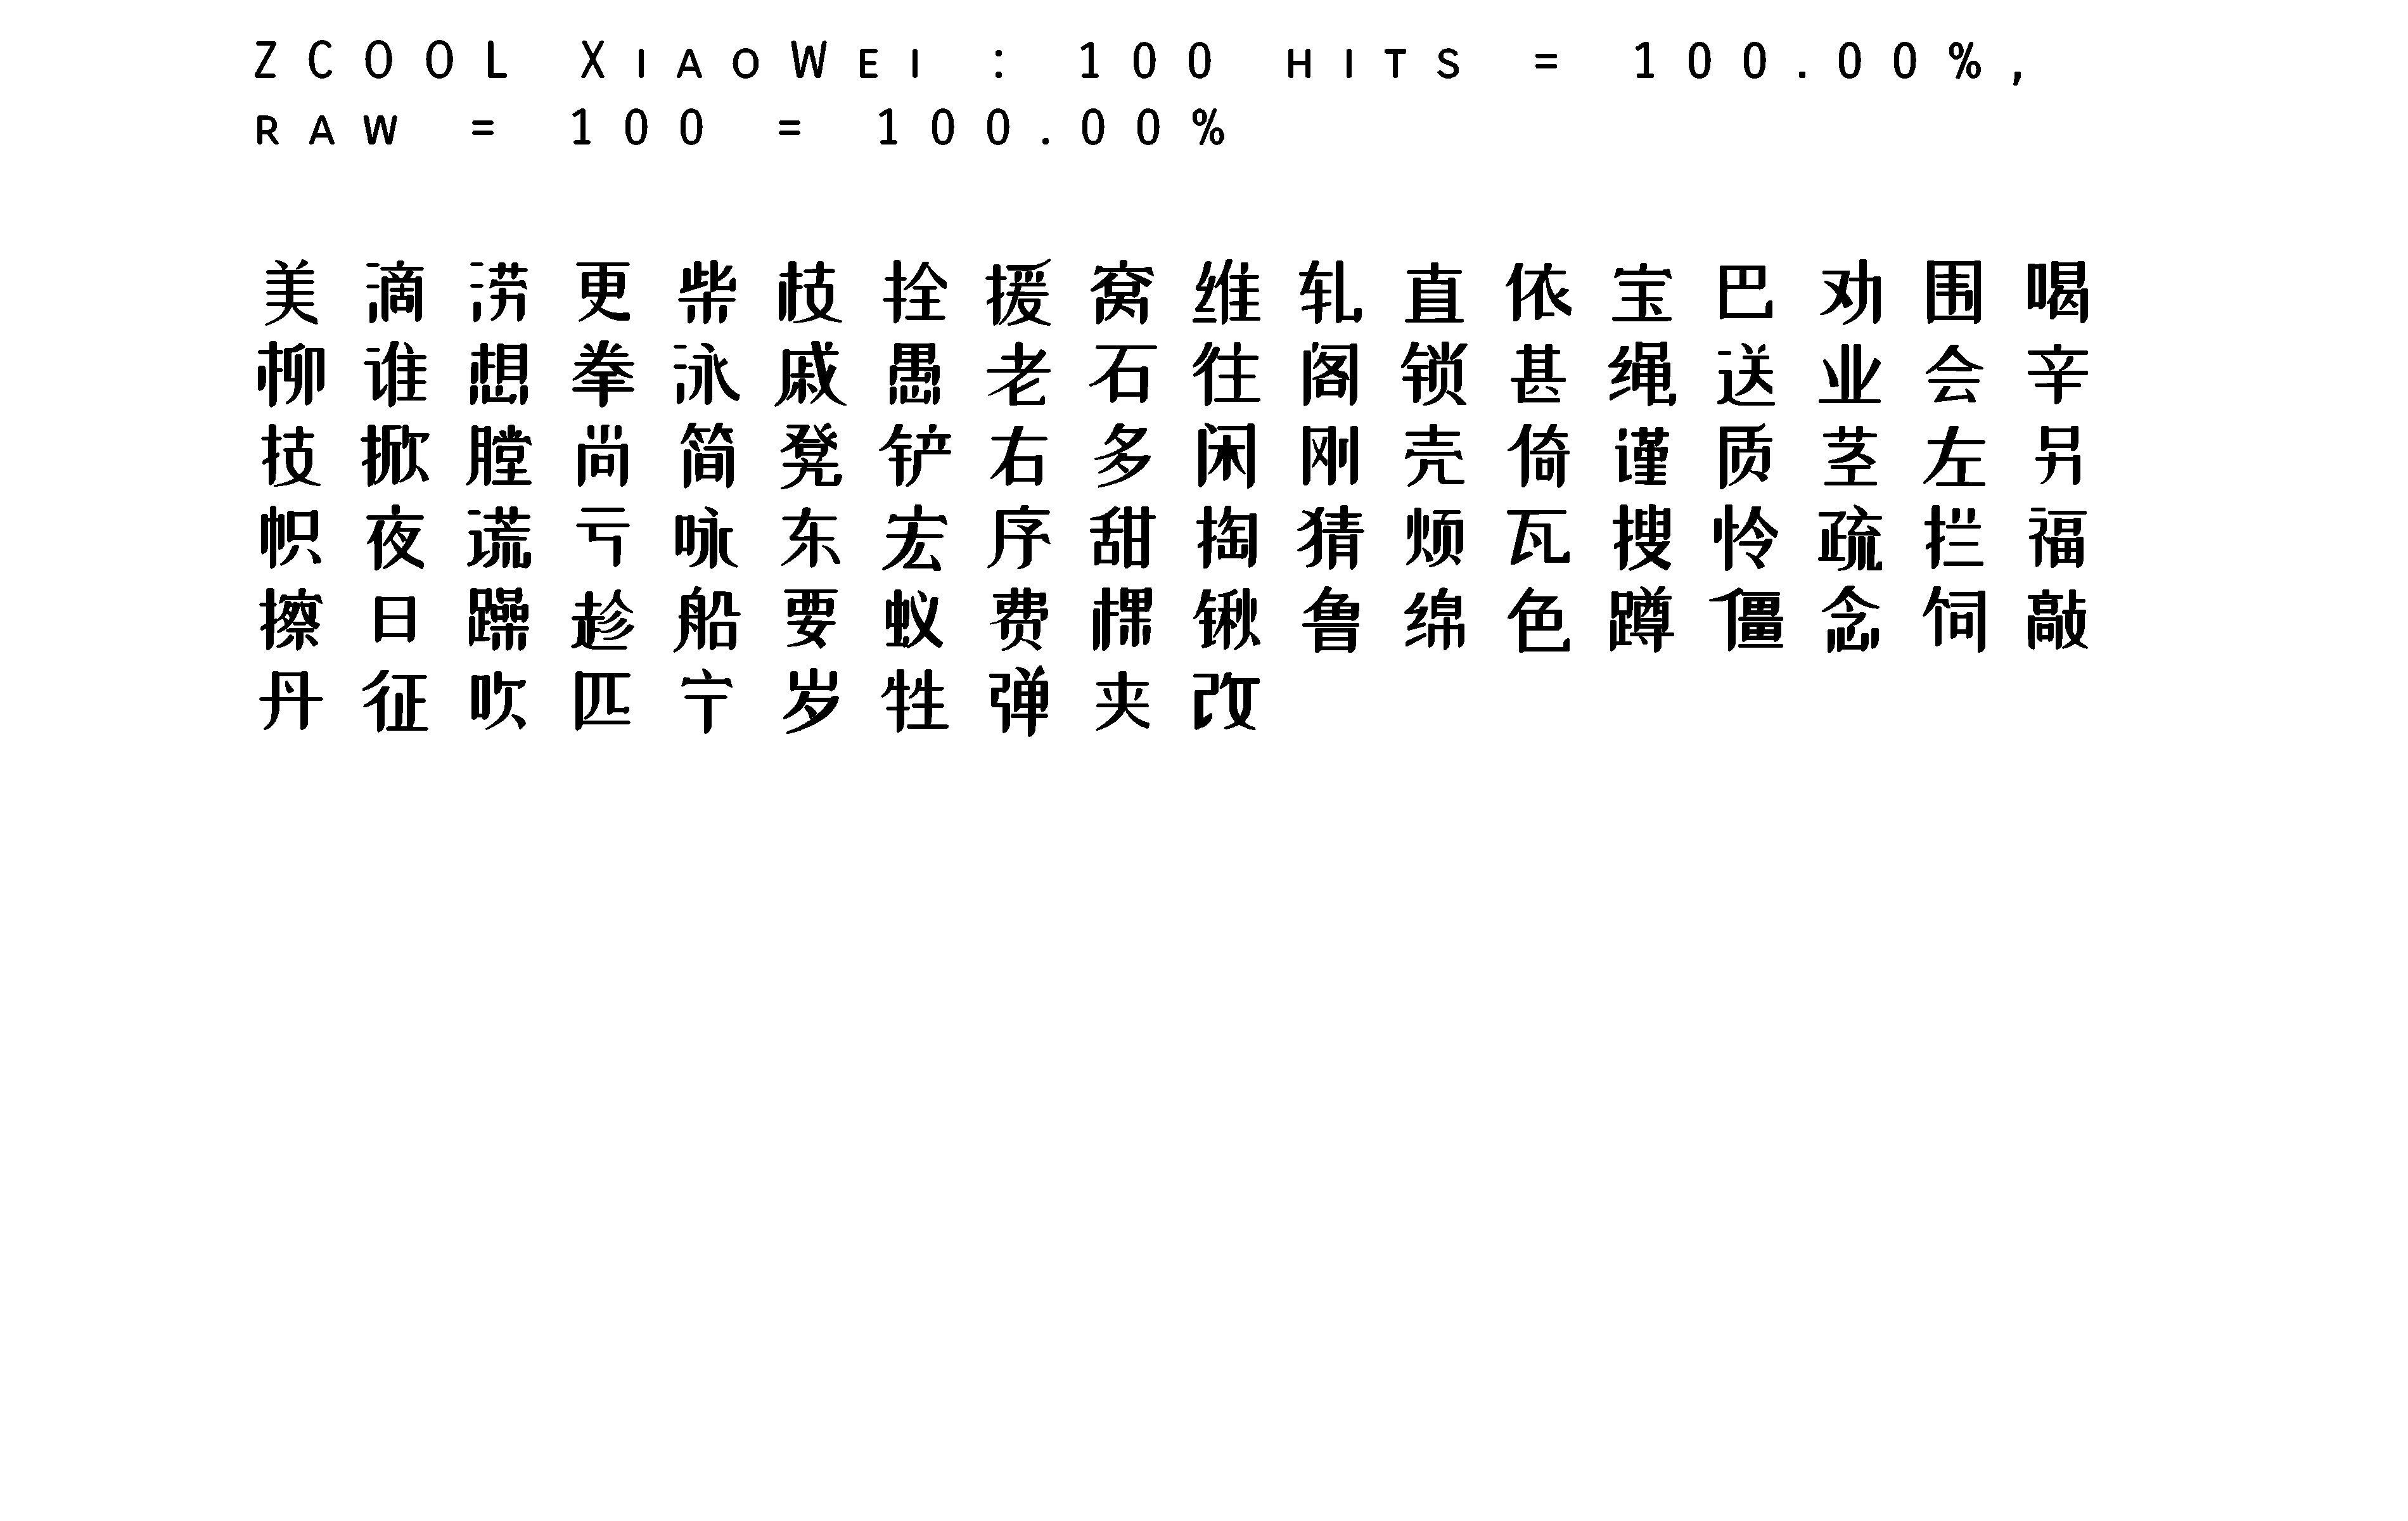 ZCOOL XiaoWei : 100 hits = 100.00%,
raw = 100 = 100.00%
美滴涝更柴枝拴援窝维轧直依宝巴劝围喝
柳谁想拳泳戚愚老石往阁锁甚绳送业会辛
技掀膛尚简凳铲右多闲刚壳倚谨质茎左另
帜夜谎亏咏东宏序甜掏猜烦瓦搜怜疏拦福
擦日躁趁船要蚁费棵锹鲁绵色蹲僵念伺敲
丹征吹匹宁岁牲弹夹改